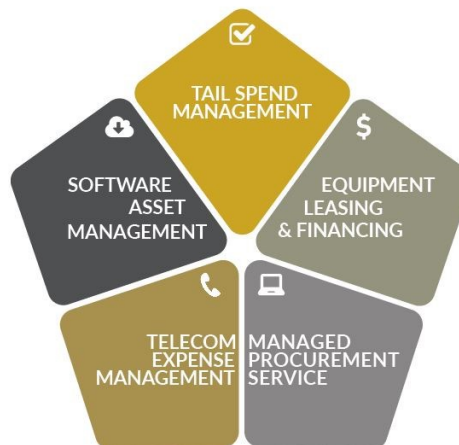 TAIL SPEND
MANAGEMENT
$
SOFTWARE
ASSET
MANAGEMENT
EQUIPMENT
LEASING
& FINANCING
TELECOM
EXPENSE
MANAGEMENT
MANAGED
PROCUREMENT
SERVICE